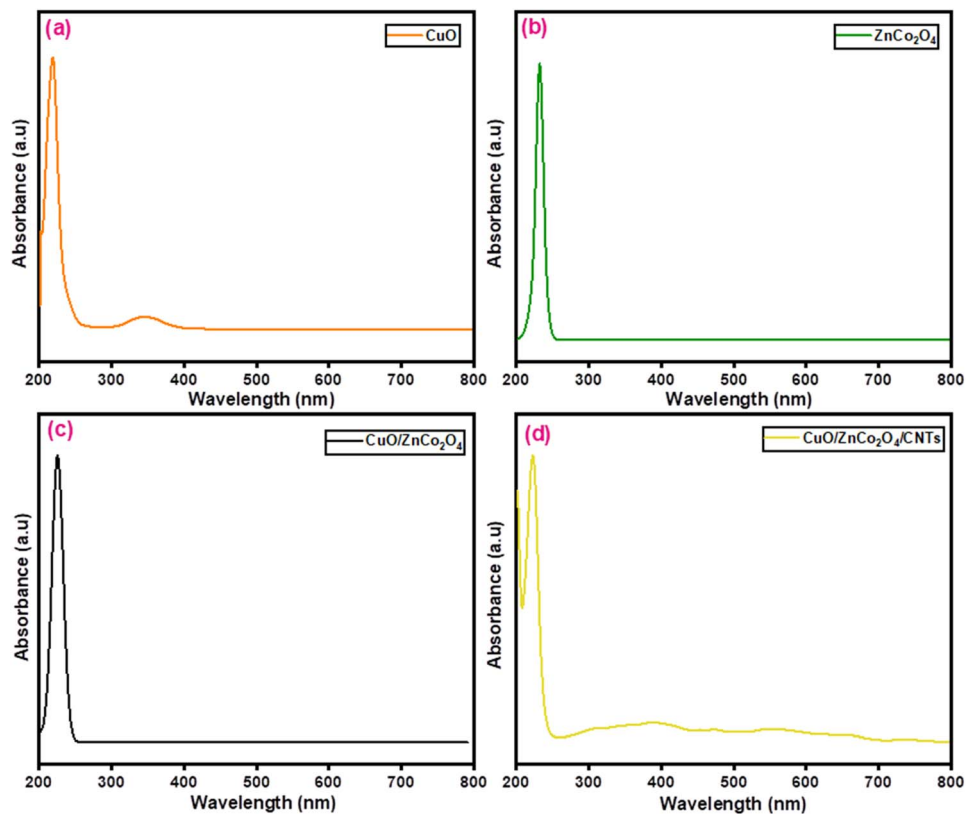 (a)
CuO
Absorbance (a.u)
200 300 400 500 600 700 800
Wavelength (nm)
(b)
ZnCo₂O₄
Absorbance (a.u)
200 300 400 500 600 700 800
Wavelength (nm)
(c)
CuO/ZnCo₂O₄
Absorbance (a.u)
200 300 400 500 600 700 800
Wavelength (nm)
(d)
CuO/ZnCo₂O₄/CNTs
Absorbance (a.u)
200 300 400 500 600 700 800
Wavelength (nm)